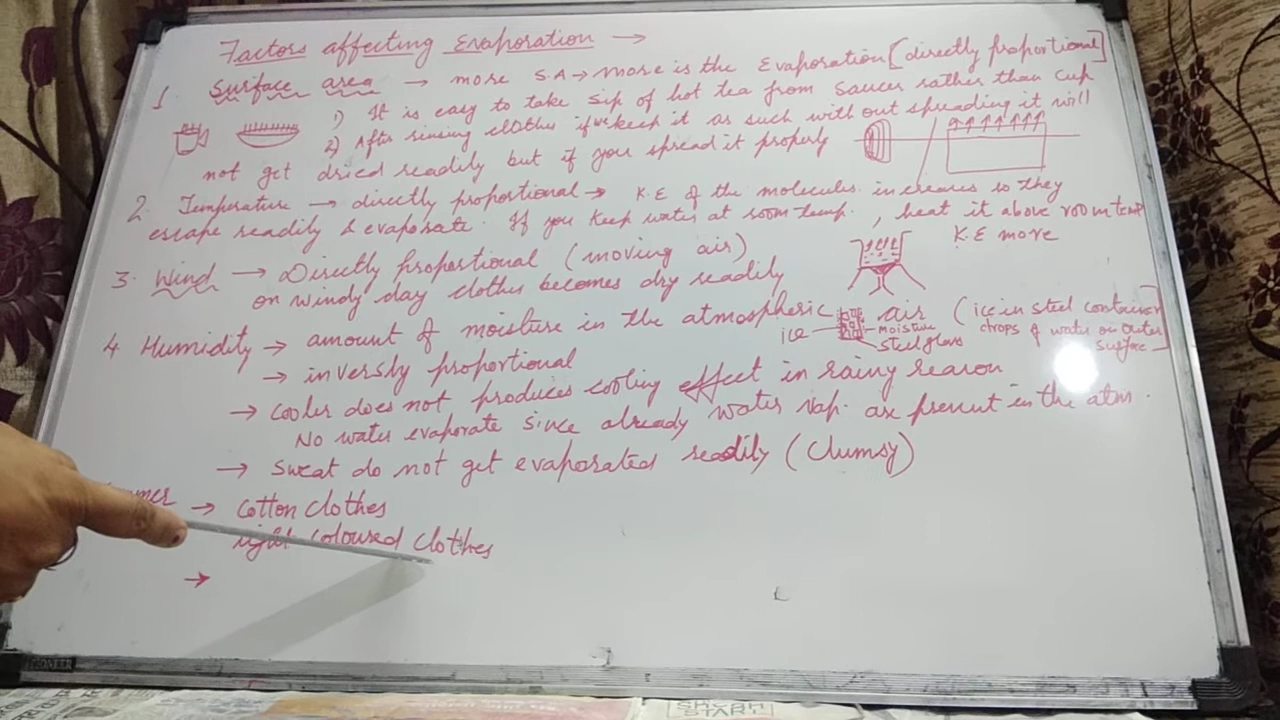 Factors affecting Evaporation →
1. Surface area → more S.A → More is the Evaporation [directly proportional]
1) It is easy to take sip of hot tea from saucer rather than cup
2) After rinsing clothes if we keep it as such with out spreading it will
not get dried readily but if you spread it properly
2. Temperature → directly proportional → K.E of the molecules increares so they
escape readily & evaporate. If you keep water at room temp. , heat it above room temp
K.E more
3. Wind → Directly proportional (moving air)
on windy day clothes becomes dry readily
4 Humidity → amount of moisture in the atmospheric air (ice in steel container
drops of water on outer
surface
ice
Moisture
steel glass
→ inversly proportional
→ cooler does not produces cooling effect in rainy season
No water evaporate since already water vap. are present in the atm.
→ sweat do not get evaporated readily (Clumsy)
→ Cotton clothes
light coloured clothes
→
PIONEER